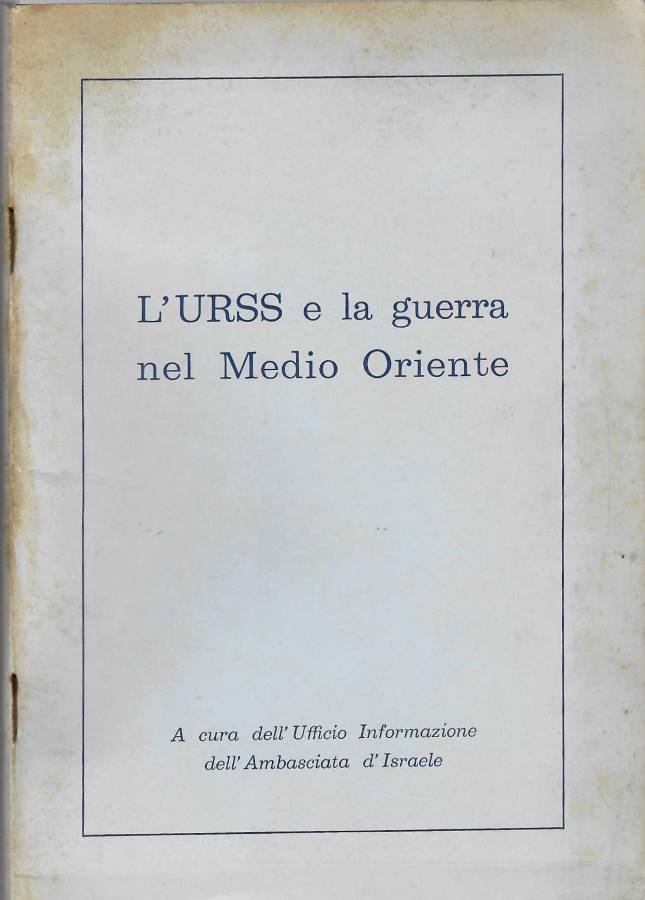 L'URSS e la guerra
nel Medio Oriente
A cura dell'Ufficio Informazione
dell'Ambasciata d'Israele